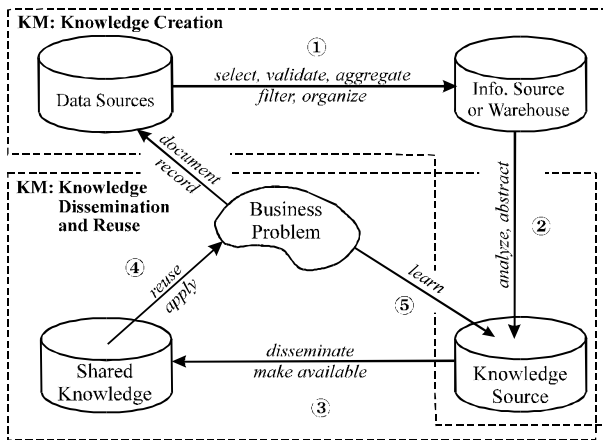 KM: Knowledge Creation
①
select, validate, aggregate
filter, organize
Data Sources
Info. Source
or Warehouse
document
record
analyze, abstract
②
KM: Knowledge
Dissemination
and Reuse
Business
Problem
④
reuse
apply
learn
⑤
Shared
Knowledge
disseminate
make available
③
Knowledge
Source